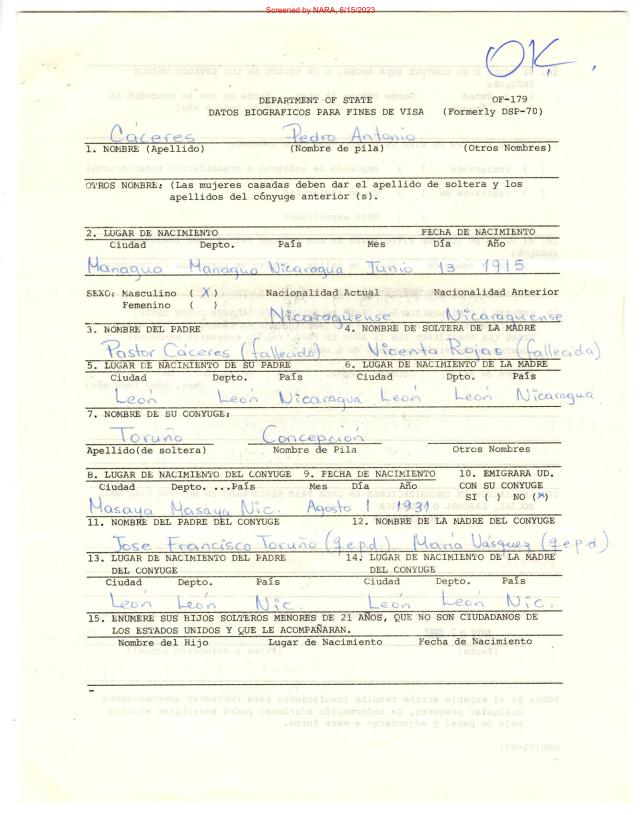 Screened by NARA, 6/15/2023
OK.
DEPARTMENT OF STATE OF-179
DATOS BIOGRAFICOS PARA FINES DE VISA (Formerly DSP-70)
Cáceres Pedro Antonio
1. NOMBRE (Apellido) (Nombre de pila) (Otros Nombres)
OTROS NOMBRE: (Las mujeres casadas deben dar el apellido de soltera y los
apellidos del cónyuge anterior (s).
2. LUGAR DE NACIMIENTO FECHA DE NACIMIENTO
Ciudad Depto. País Mes Día Año
Managua Managua Nicaragua Junio 13 1915
SEXO: Masculino ( X ) Nacionalidad Actual Nacionalidad Anterior
Femenino ( )
Nicaraguense Nicaraguense
3. NOMBRE DEL PADRE 4. NOMBRE DE SOLTERA DE LA MADRE
Pastor Cáceres (fallecido) Vicenta Rojas (fallecida)
5. LUGAR DE NACIMIENTO DE SU PADRE 6. LUGAR DE NACIMIENTO DE LA MADRE
Ciudad Depto. País Ciudad Dpto. País
León León Nicaragua León León Nicaragua
7. NOMBRE DE SU CONYUGE:
Toruño Concepción
Apellido(de soltera) Nombre de Pila Otros Nombres
8. LUGAR DE NACIMIENTO DEL CONYUGE 9. FECHA DE NACIMIENTO 10. EMIGRARA UD.
Ciudad Depto. ...País Mes Día Año CON SU CONYUGE
SI ( ) NO (X)
Masaya Masaya Nic. Agosto 1 1931
11. NOMBRE DEL PADRE DEL CONYUGE 12. NOMBRE DE LA MADRE DEL CONYUGE
Jose Francisco Toruño (q.e.p.d) María Vásquez (q.e.p.d)
13. LUGAR DE NACIMIENTO DEL PADRE 14. LUGAR DE NACIMIENTO DE LA MADRE
DEL CONYUGE DEL CONYUGE
Ciudad Depto. País Ciudad Depto. País
León León Nic. León León Nic.
15. ENUMERE SUS HIJOS SOLTEROS MENORES DE 21 AÑOS, QUE NO SON CIUDADANOS DE
LOS ESTADOS UNIDOS Y QUE LE ACOMPAÑARAN.
Nombre del Hijo Lugar de Nacimiento Fecha de Nacimiento